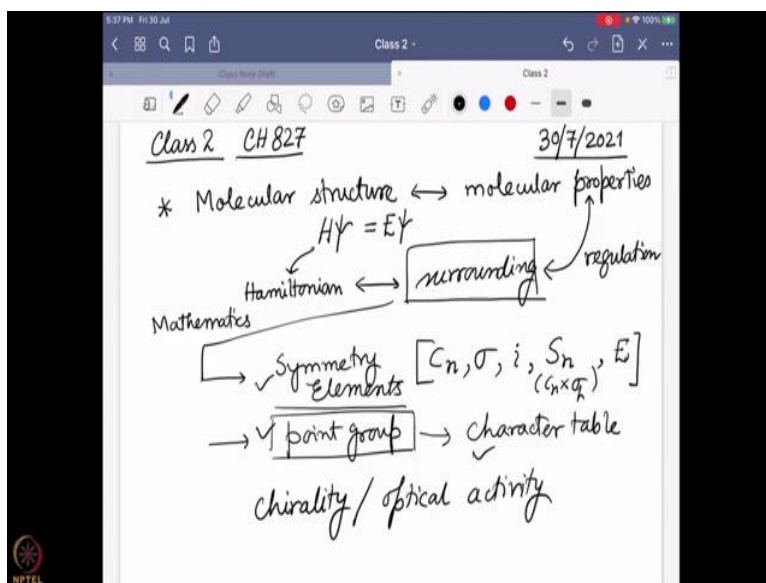 5:37 PM Fri 30 Jul
100%
Class 2
Class Note Draft
Class 2
Class 2 CH 827 30/7/2021
* Molecular structure ↔ molecular properties
Hψ = Eψ
Hamiltonian ↔ surrounding regulation
Mathematics
→ ✓ Symmetry Elements [Cn, σ, i, Sn, E]
(Cn×σh)
→ ✓ point group → character table
✓
chirality / optical activity
NPTEL